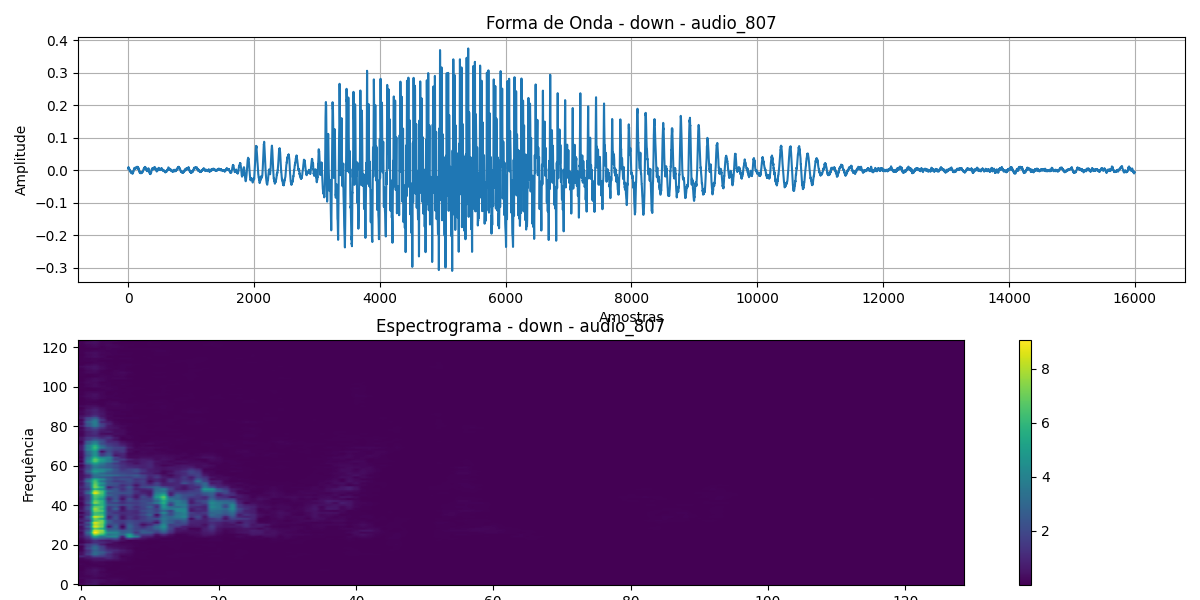 Forma de Onda - down - audio_807
0.4
0.3
0.2
0.1
0.0
−0.1
−0.2
−0.3
Amplitude
0 2000 4000 6000 8000 10000 12000 14000 16000
Amostras
Espectrograma - down - audio_807
120
100
80
60
40
20
0
Frequência
0 20 40 60 80 100 120
8
6
4
2